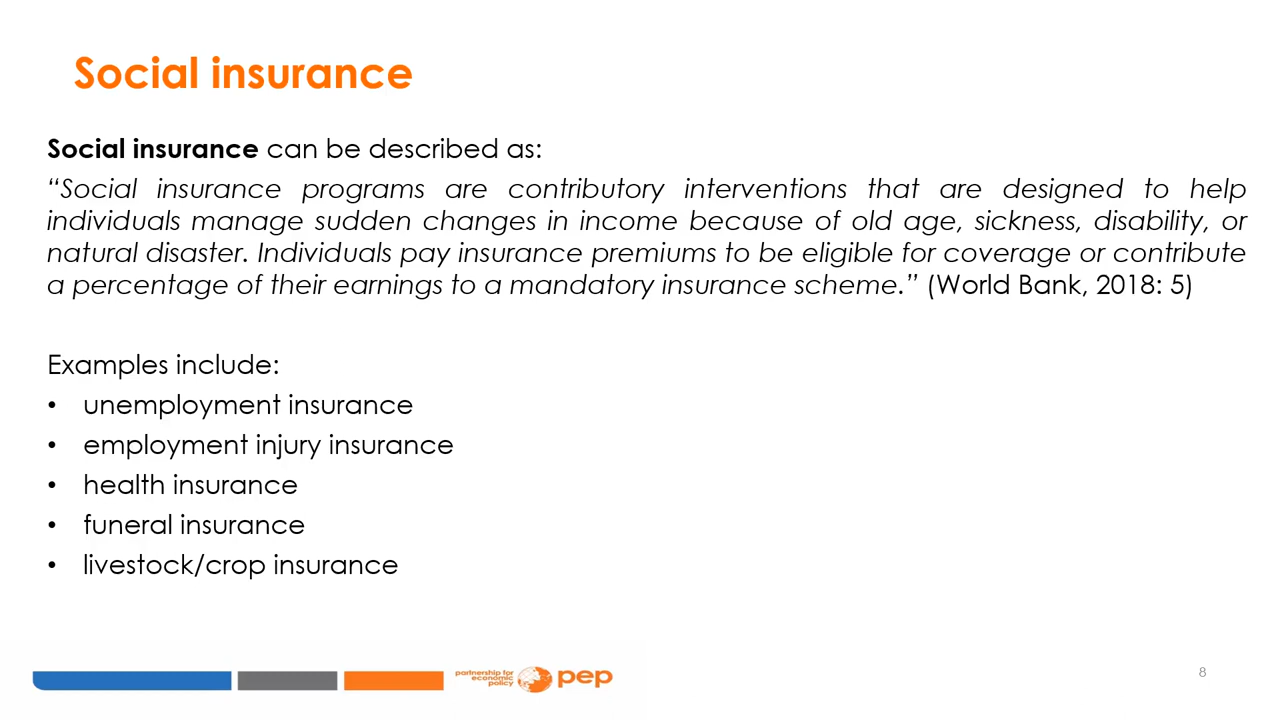 Social insurance
Social insurance can be described as:
“Social insurance programs are contributory interventions that are designed to help
individuals manage sudden changes in income because of old age, sickness, disability, or
natural disaster. Individuals pay insurance premiums to be eligible for coverage or contribute
a percentage of their earnings to a mandatory insurance scheme.” (World Bank, 2018: 5)
Examples include:
• unemployment insurance
• employment injury insurance
• health insurance
• funeral insurance
• livestock/crop insurance
partnership for
economic
policy
pep
8